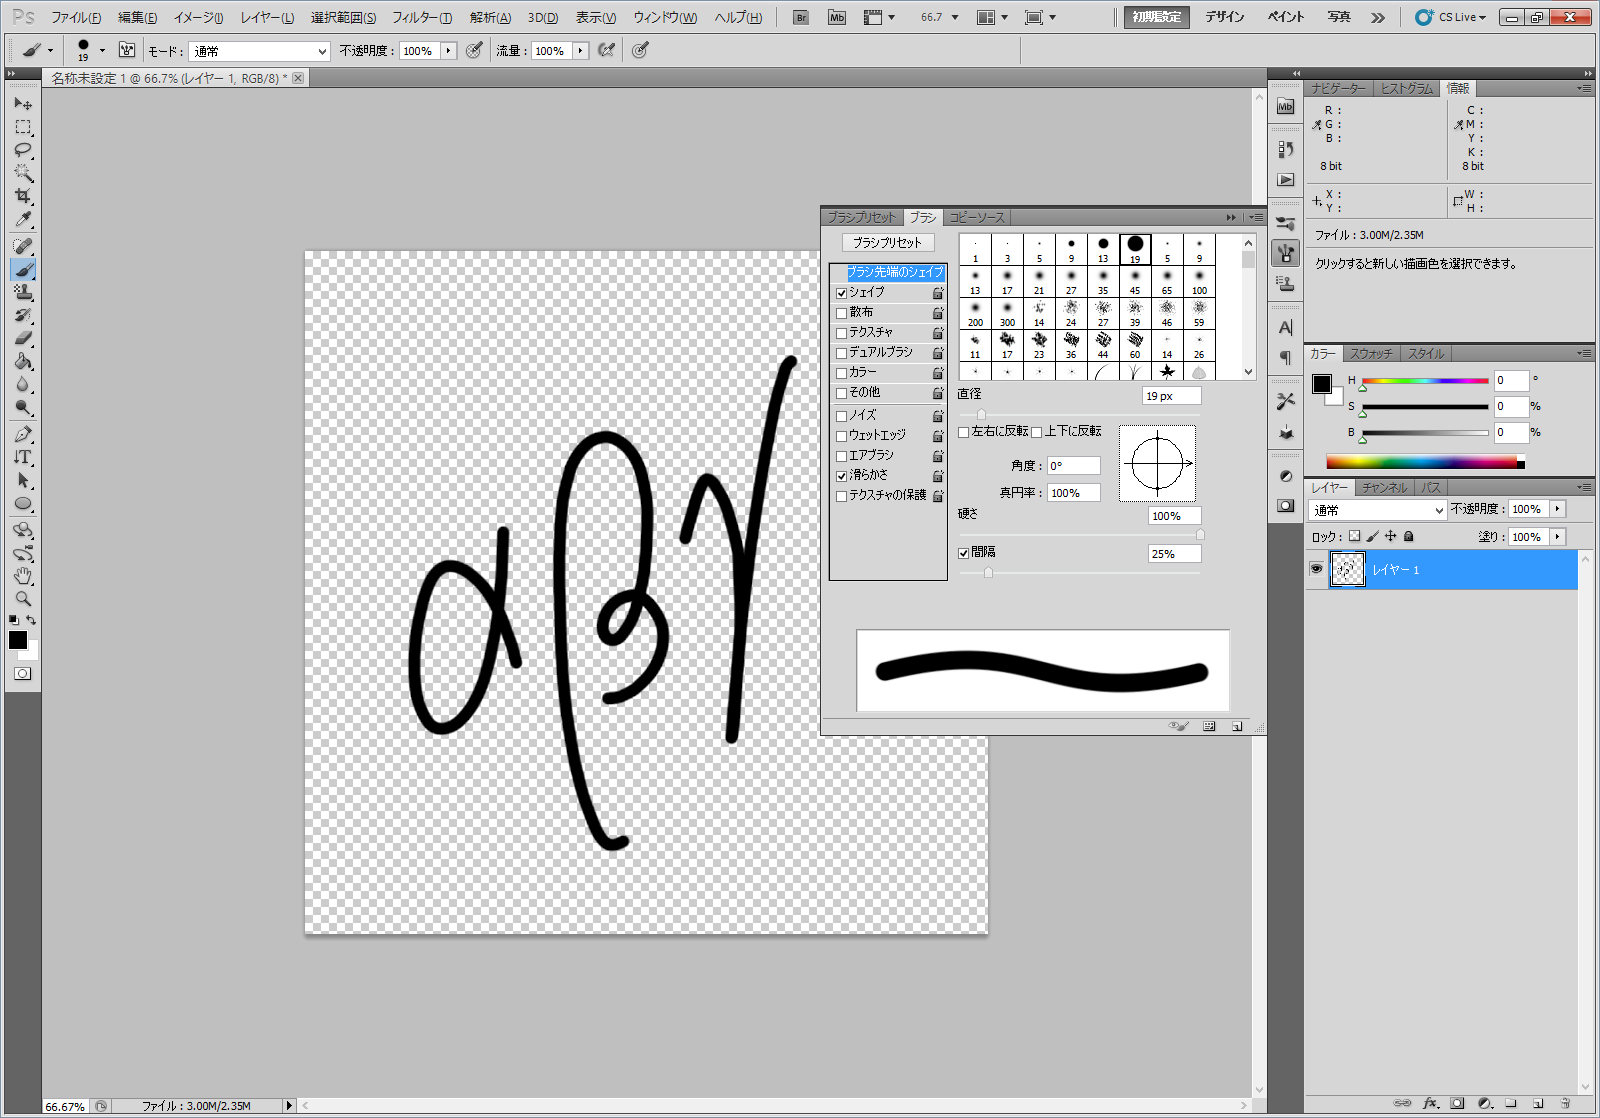 Ps ファイル(F) 編集(E) イメージ(I) レイヤー(L) 選択範囲(S) フィルター(T) 解析(A) 3D(D) 表示(V) ウィンドウ(W) ヘルプ(H) Br Mb 66.7 初期設定 デザイン ペイント 写真 CS Live
19 モード: 通常 不透明度: 100% 流量: 100%
名称未設定 1 @ 66.7% (レイヤー 1, RGB/8) *
αβγ
ブラシプリセット ブラシ コピーソース
ブラシプリセット
ブラシ先端のシェイプ
シェイプ
散布
テクスチャ
デュアルブラシ
カラー
その他
ノイズ
ウェットエッジ
エアブラシ
滑らかさ
テクスチャの保護
1 3 5 9 13 19 5 9
13 17 21 27 35 45 65 100
200 300 14 24 27 39 46 59
11 17 23 36 44 60 14 26
直径 19 px
左右に反転 上下に反転
角度: 0°
真円率: 100%
硬さ 100%
間隔 25%
Mb
ナビゲーター ヒストグラム 情報
R: C:
G: M:
B: Y:
K:
8 bit 8 bit
X: W:
Y: H:
ファイル : 3.00M/2.35M
クリックすると新しい描画色を選択できます。
カラー スウォッチ スタイル
H 0 °
S 0 %
B 0 %
レイヤー チャンネル パス
通常 不透明度: 100%
ロック: 塗り: 100%
レイヤー 1
fx
66.67% ファイル : 3.00M/2.35M